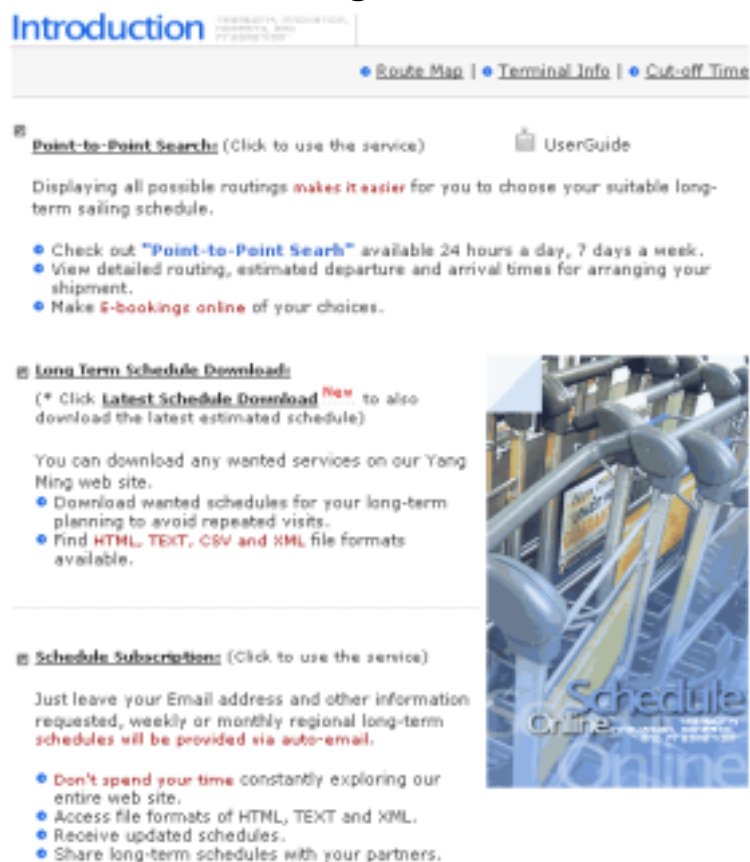 Introduction
Route Map | Terminal Info | Cut-off Time
Point-to-Point Search: (Click to use the service)
UserGuide
Displaying all possible routings makes it easier for you to choose your suitable long-
term sailing schedule.
Check out "Point-to-Point Searh" available 24 hours a day, 7 days a week.
View detailed routing, estimated departure and arrival times for arranging your
shipment.
Make E-bookings online of your choices.
Long Term Schedule Download:
(* Click Latest Schedule Download New to also
download the latest estimated schedule)
You can download any wanted services on our Yang
Ming web site.
Download wanted schedules for your long-term
planning to avoid repeated visits.
Find HTML, TEXT, CSV and XML file formats
available.
Schedule Subscription: (Click to use the service)
Just leave your Email address and other information
requested, weekly or monthly regional long-term
schedules will be provided via auto-email.
Don't spend your time constantly exploring our
entire web site.
Access file formats of HTML, TEXT and XML.
Receive updated schedules.
Share long-term schedules with your partners.
Schedule
Online
Online